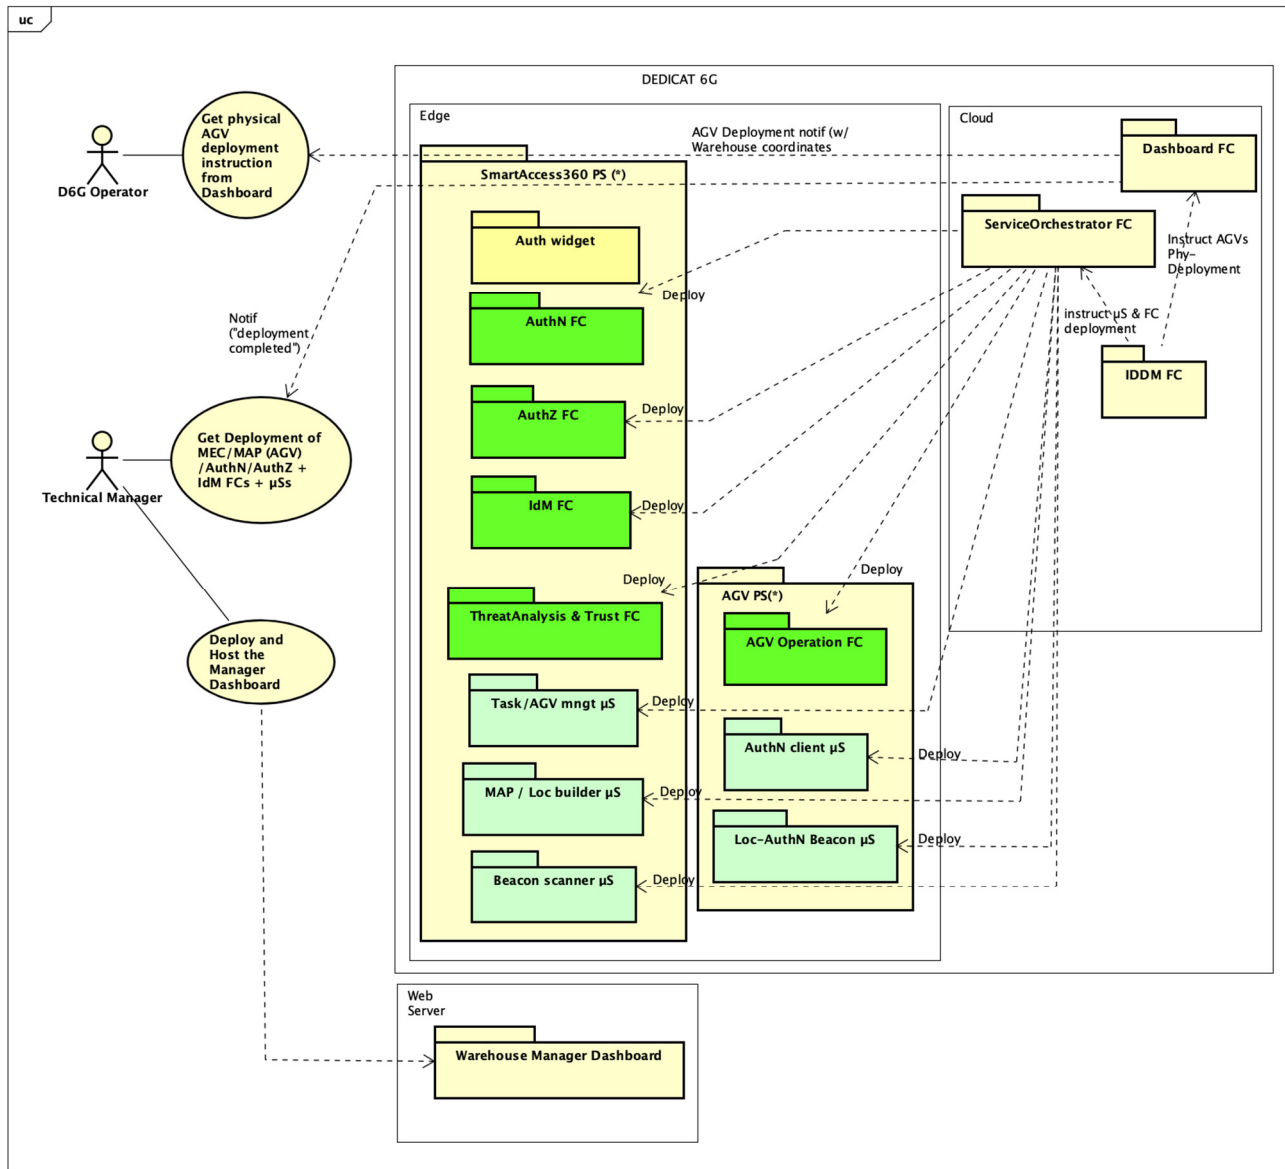 uc
DEDICAT 6G
Edge
Cloud
AGV Deployment notif (w/
Warehouse coordinates
Dashboard FC
Get physical
AGV
deployment
instruction
from
Dashboard
D6G Operator
SmartAccess360 PS (*)
ServiceOrchestrator FC
Auth widget
Instruct AGVs
Phy-
Deployment
Deploy
AuthN FC
instruct µS & FC
deployment
Notif
("deployment
completed")
IDDM FC
AuthZ FC
Deploy
Get Deployment of
MEC/MAP (AGV)
/AuthN/AuthZ +
IdM FCs + µSs
Technical Manager
IdM FC
Deploy
Deploy
Deploy
AGV PS(*)
ThreatAnalysis & Trust FC
AGV Operation FC
Deploy and
Host the
Manager
Dashboard
Task/AGV mngt µS
Deploy
AuthN client µS
Deploy
MAP / Loc builder µS
Deploy
Loc-AuthN Beacon µS
Deploy
Beacon scanner µS
Deploy
Web
Server
Warehouse Manager Dashboard